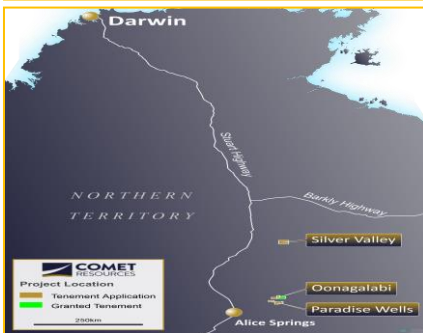 Darwin
Stuart Highway
Barkly Highway
NORTHERN
TERRITORY
Silver Valley
Oonagalabi
Paradise Wells
Alice Springs
COMET
RESOURCES
Project Location
Tenement Application
Granted Tenement
250km